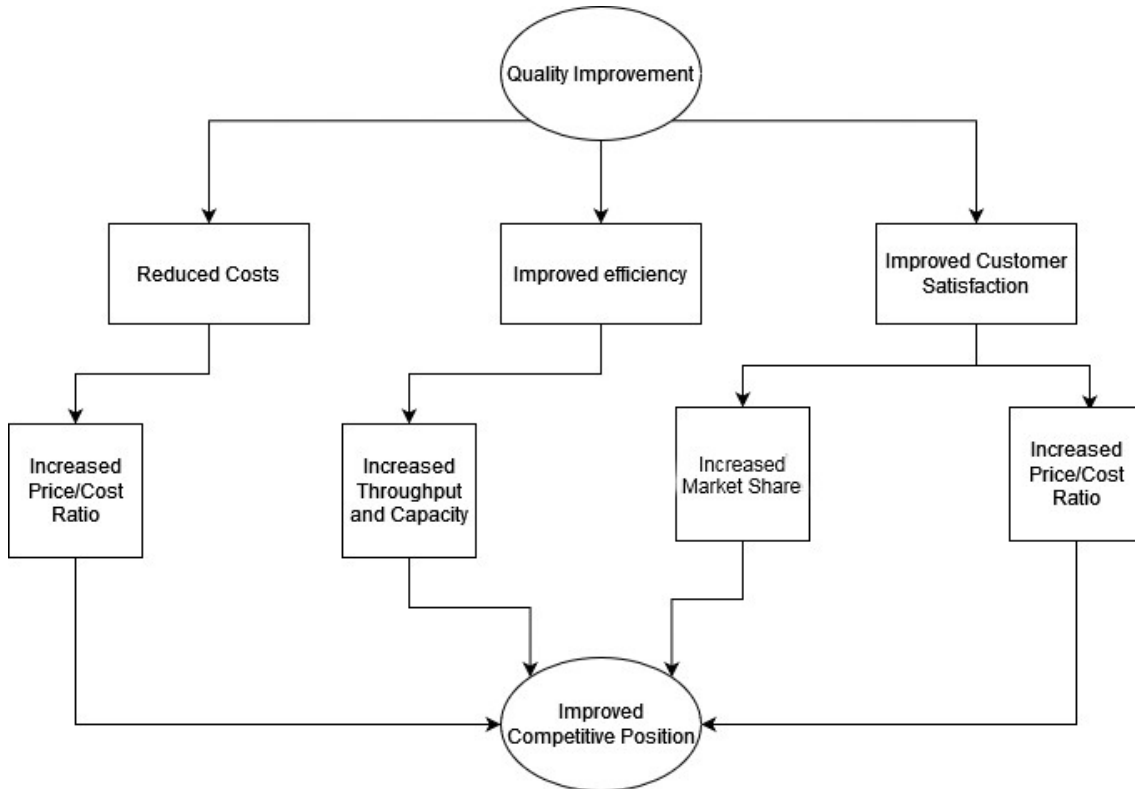 Quality Improvement
Reduced Costs
Improved efficiency
Improved Customer
Satisfaction
Increased
Price/Cost
Ratio
Increased
Throughput
and Capacity
Increased
Market Share
Increased
Price/Cost
Ratio
Improved
Competitive Position